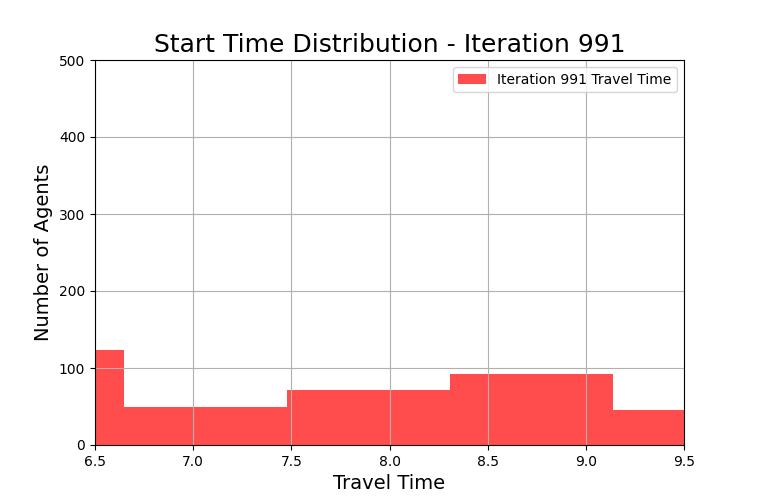 Start Time Distribution - Iteration 991
Iteration 991 Travel Time
Number of Agents
500
400
300
200
100
0
6.5 7.0 7.5 8.0 8.5 9.0 9.5
Travel Time